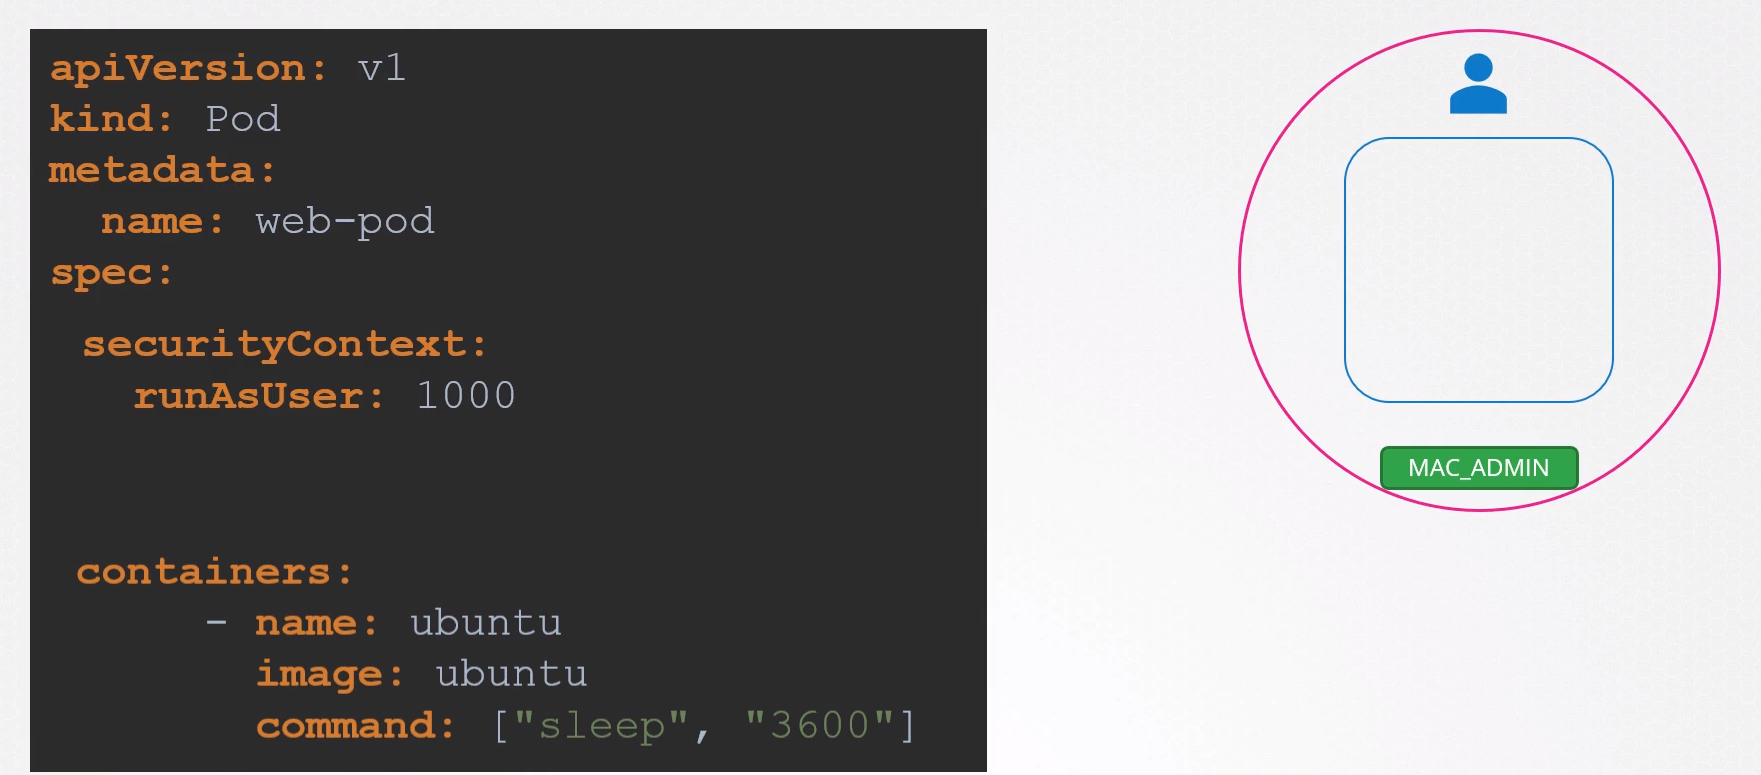 apiVersion: v1
kind: Pod
metadata:
  name: web-pod
spec:
  securityContext:
    runAsUser: 1000
  containers:
      - name: ubuntu
        image: ubuntu
        command: ["sleep", "3600"]
MAC_ADMIN